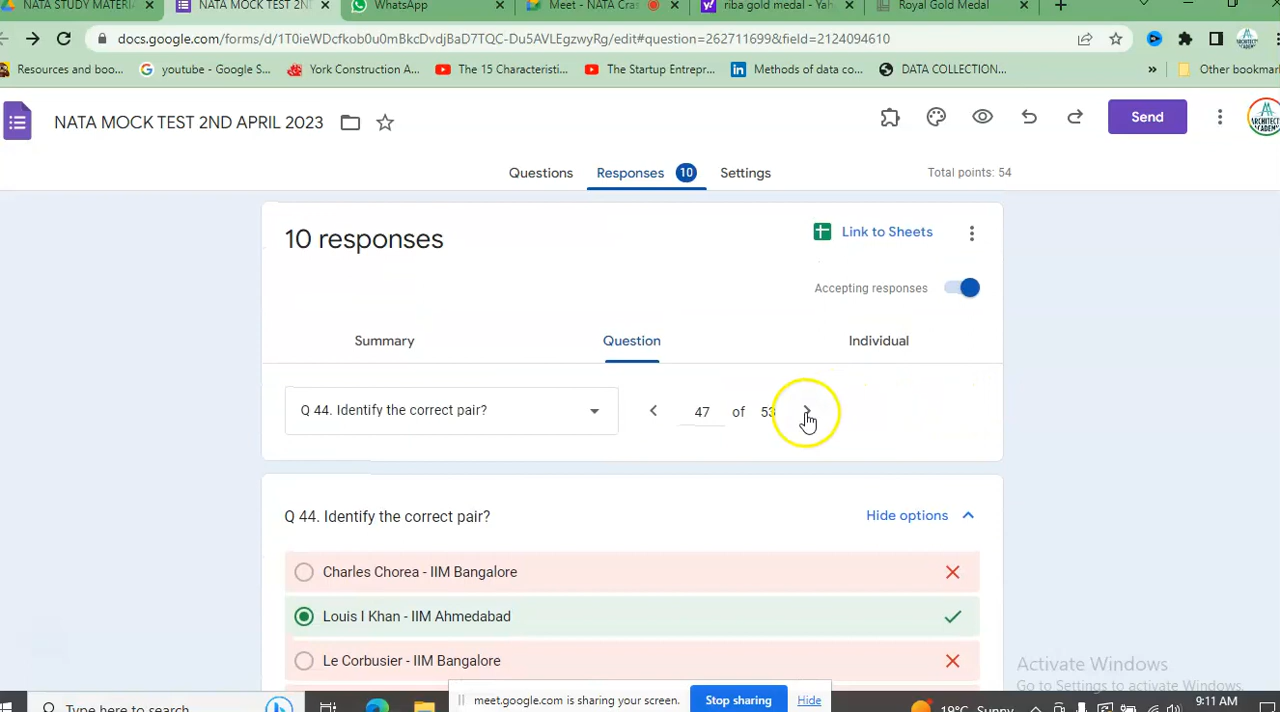 NATA STUDY MATERI
NATA MOCK TEST 2N
WhatsApp
Meet - NATA Cras
riba gold medal - Yah
Royal Gold Medal
docs.google.com/forms/d/1T0ieWDcfkob0u0mBkcDvdjBaD7TQC-Du5AVLEgzwyRg/edit#question=262711699&field=2124094610
Resources and boo...
youtube - Google S...
York Construction A...
The 15 Characteristi...
The Startup Entrepr...
Methods of data co...
DATA COLLECTION...
»
Other bookmar
NATA MOCK TEST 2ND APRIL 2023
Send
ARCHITECT
ACADEMY
Questions
Responses 10
Settings
Total points: 54
10 responses
Link to Sheets
Accepting responses
Summary
Question
Individual
Q 44. Identify the correct pair?
47 of 53
Q 44. Identify the correct pair?
Hide options
Charles Chorea - IIM Bangalore
Louis I Khan - IIM Ahmedabad
Le Corbusier - IIM Bangalore
Activate Windows
Go to Settings to activate Windows.
meet.google.com is sharing your screen.
Stop sharing
Hide
Type here to search
19°C Sunny
9:11 AM